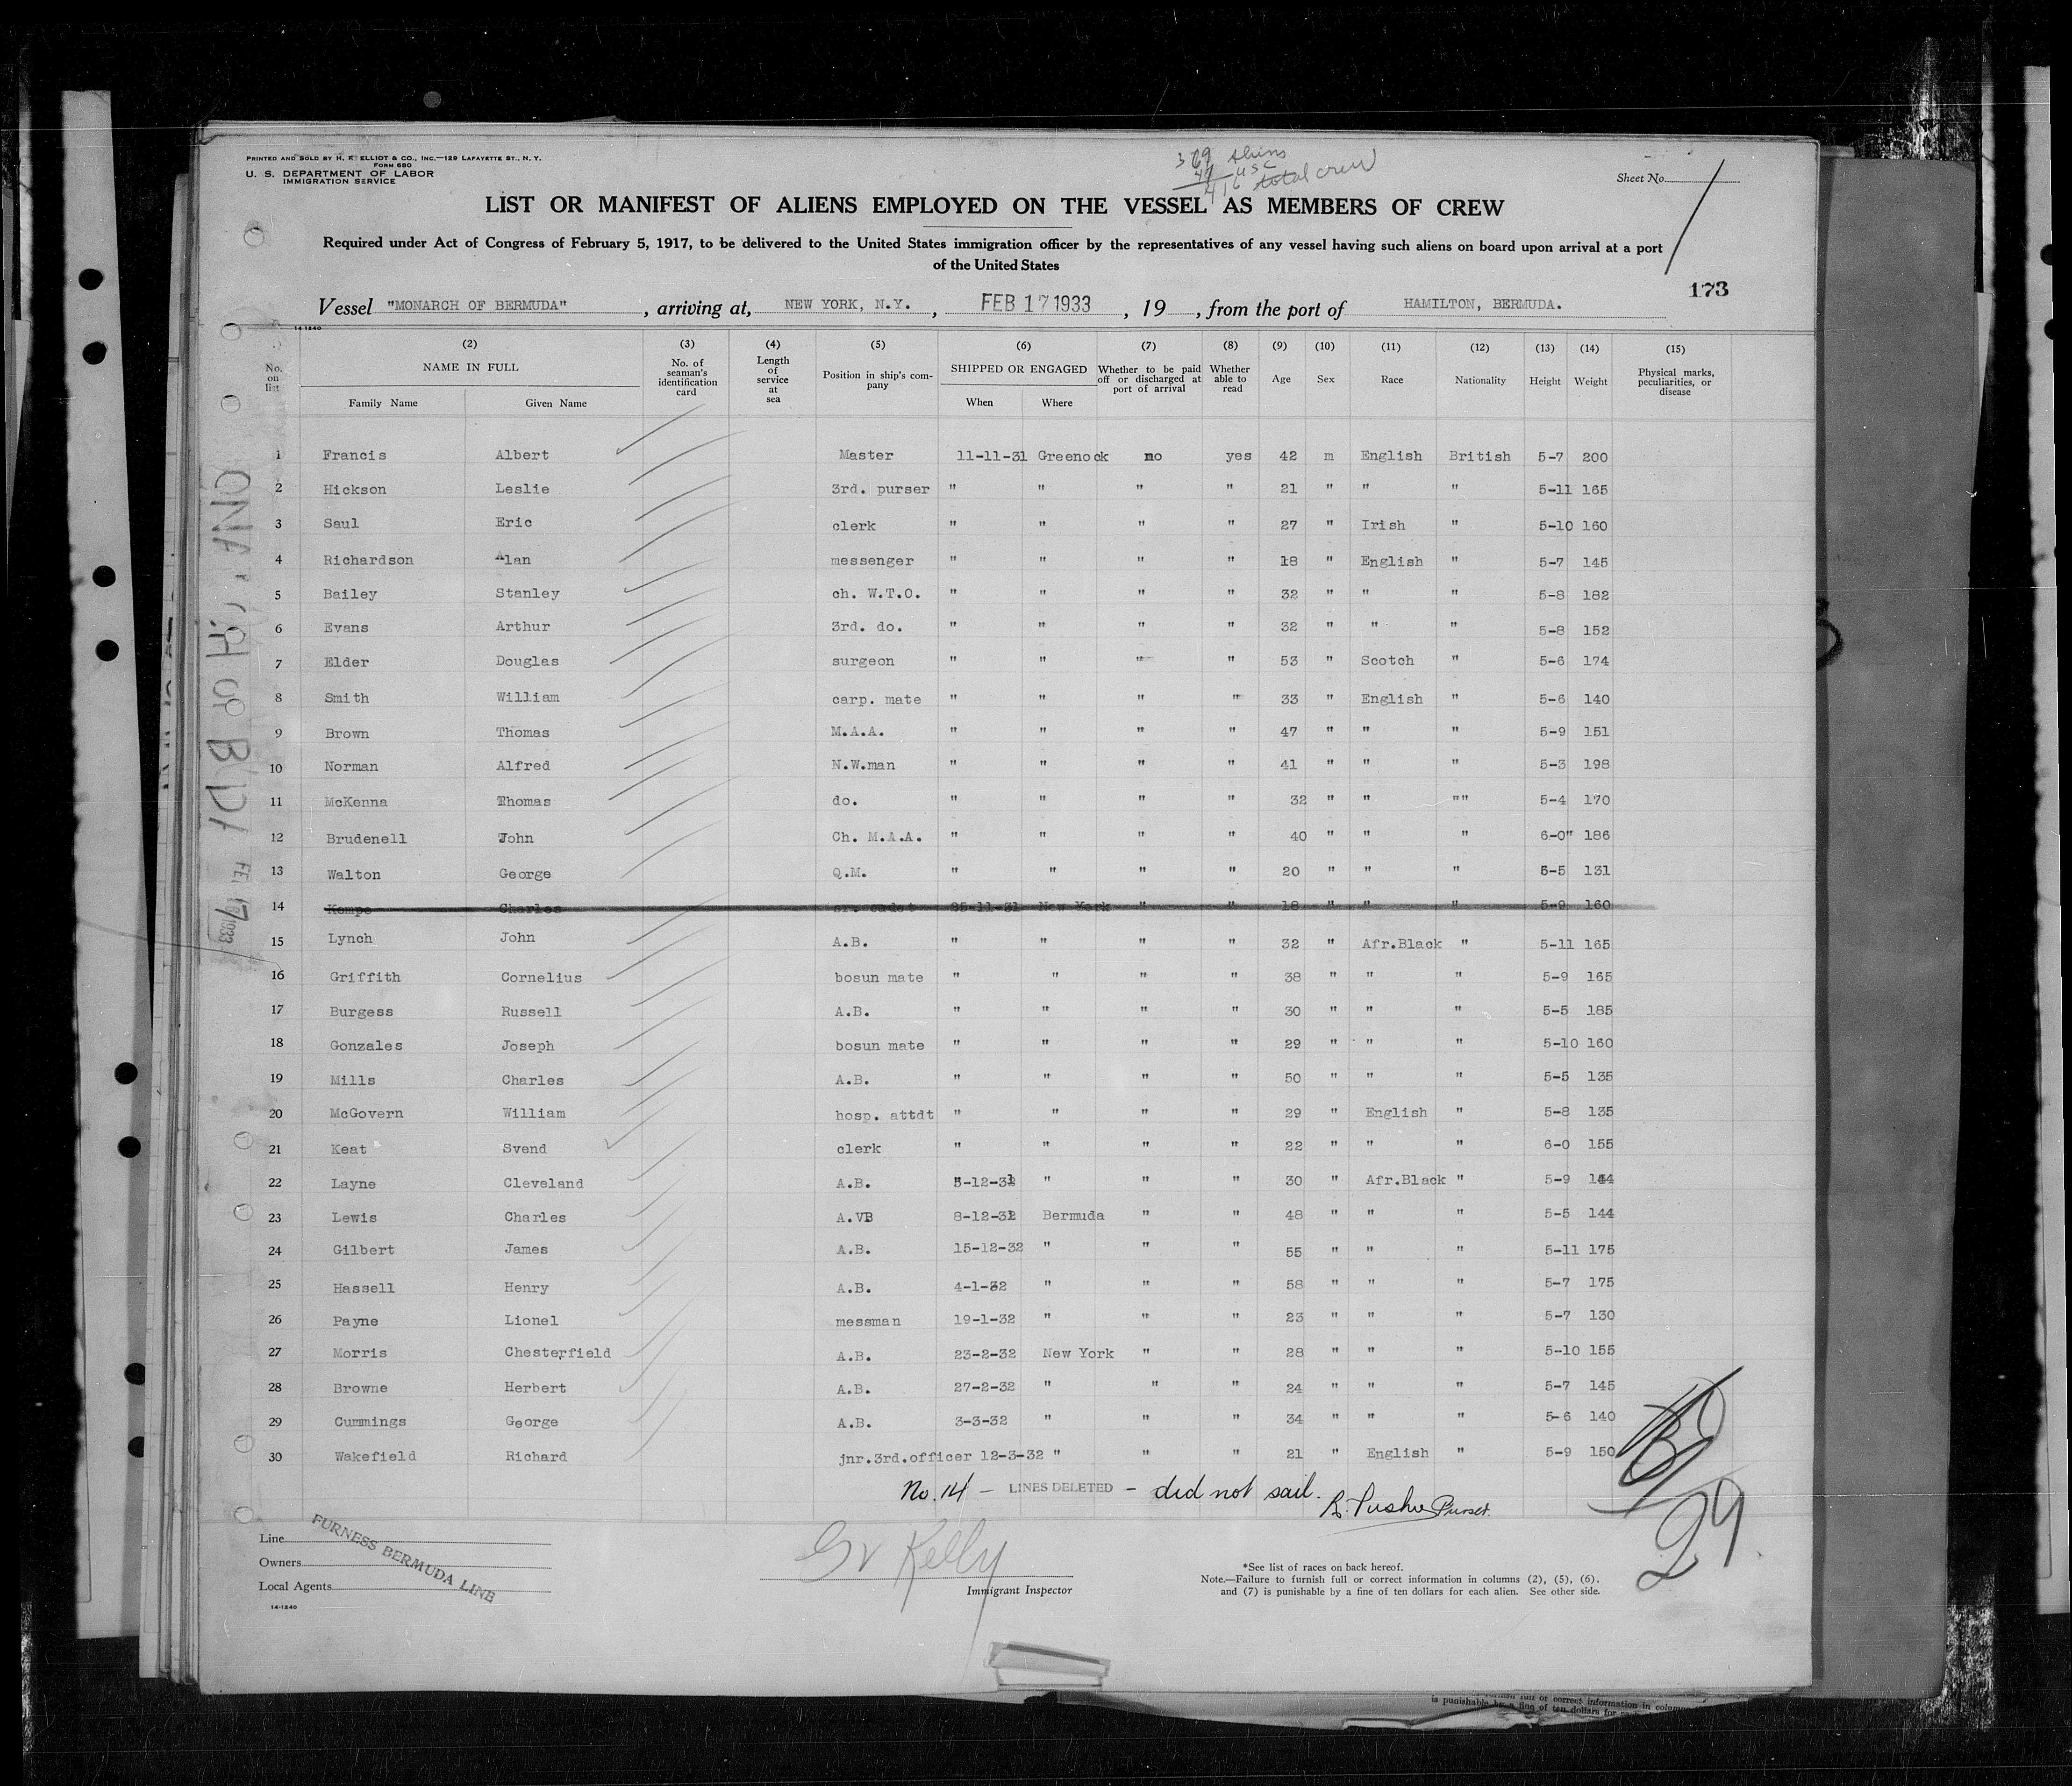 PRINTED AND SOLD BY H. F. ELLIOT & CO., INC.—129 LAFAYETTE ST., N. Y.
FORM 680
U. S. DEPARTMENT OF LABOR
IMMIGRATION SERVICE
369 aliens
47 USC
416 total crew
Sheet No. 1
LIST OR MANIFEST OF ALIENS EMPLOYED ON THE VESSEL AS MEMBERS OF CREW
Required under Act of Congress of February 5, 1917, to be delivered to the United States immigration officer by the representatives of any vessel having such aliens on board upon arrival at a port
of the United States
173
Vessel "MONARCH OF BERMUDA", arriving at, NEW YORK, N.Y., FEB 17 1933, 19, from the port of HAMILTON, BERMUDA.
14-1240
(2) (3) (4) (5) (6) (7) (8) (9) (10) (11) (12) (13) (14) (15)
No. on list NAME IN FULL Family Name Given Name No. of seaman's identification card Length of service at sea Position in ship's company SHIPPED OR ENGAGED When Where Whether to be paid off or discharged at port of arrival Whether able to read Age Sex Race Nationality Height Weight Physical marks, peculiarities, or disease
1 Francis Albert Master 11-11-31 Greenock no yes 42 m English British 5-7 200
2 Hickson Leslie 3rd. purser " " " " 21 " " " 5-11 165
3 Saul Eric clerk " " " " 27 " Irish " 5-10 160
4 Richardson Alan messenger " " " " 18 " English " 5-7 145
5 Bailey Stanley ch. W.T.O. " " " " 32 " " " 5-8 182
6 Evans Arthur 3rd. do. " " " " 32 " " " 5-8 152
7 Elder Douglas surgeon " " " " 53 " Scotch " 5-6 174
8 Smith William carp. mate " " " " 33 " English " 5-6 140
9 Brown Thomas M.A.A. " " " " 47 " " " 5-9 151
10 Norman Alfred N.W.man " " " " 41 " " " 5-3 198
11 McKenna Thomas do. " " " " 32 " " "" 5-4 170
12 Brudenell John Ch. M.A.A. " " " " 40 " " " 6-0" 186
13 Walton George Q.M. " " " " 20 " " " 5-5 131
14 Kempe Charles sr. cadet 25-11-31 New York " " 18 " " " 5-9 160
15 Lynch John A.B. " " " " 32 " Afr.Black " 5-11 165
16 Griffith Cornelius bosun mate " " " " 38 " " " 5-9 165
17 Burgess Russell A.B. " " " " 30 " " " 5-5 185
18 Gonzales Joseph bosun mate " " " " 29 " " " 5-10 160
19 Mills Charles A.B. " " " " 50 " " " 5-5 135
20 McGovern William hosp. attdt " " " " 29 " English " 5-8 135
21 Keat Svend clerk " " " " 22 " " " 6-0 155
22 Layne Cleveland A.B. 5-12-31 " " " 30 " Afr.Black " 5-9 144
23 Lewis Charles A.VB 8-12-31 Bermuda " " 48 " " " 5-5 144
24 Gilbert James A.B. 15-12-32 " " " 55 " " " 5-11 175
25 Hassell Henry A.B. 4-1-32 " " " 58 " " " 5-7 175
26 Payne Lionel messman 19-1-32 " " " 23 " " " 5-7 130
27 Morris Chesterfield A.B. 23-2-32 New York " " 28 " " " 5-10 155
28 Browne Herbert A.B. 27-2-32 " " " 24 " " " 5-7 145
29 Cummings George A.B. 3-3-32 " " " 34 " " " 5-6 140
30 Wakefield Richard jnr.3rd.officer 12-3-32 " " " 21 " English " 5-9 150
No. 14 — LINES DELETED — did not sail.
Purser.
29
Line
Owners
Local Agents
FURNESS BERMUDA LINE
14-1240
Kelly
Immigrant Inspector
*See list of races on back hereof.
Note.—Failure to furnish full or correct information in columns (2), (5), (6),
and (7) is punishable by a fine of ten dollars for each alien. See other side.
is punishable by a fine of ten dollars for